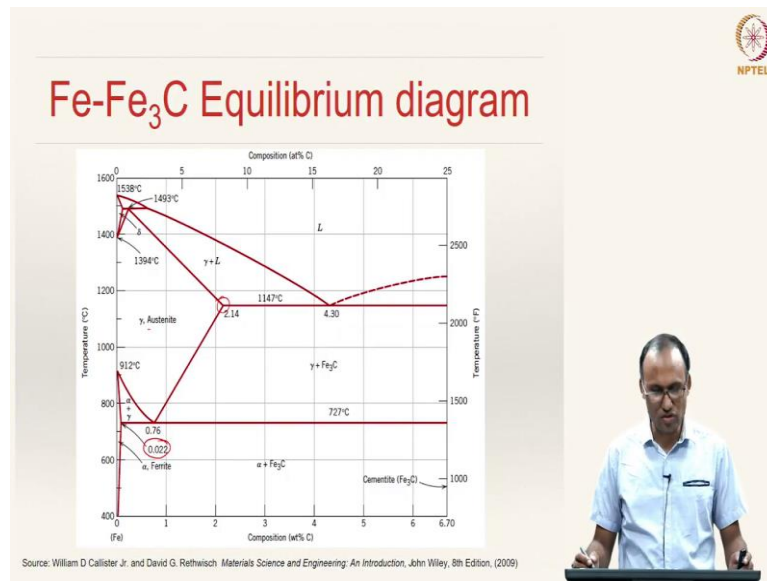 NPTEL
Fe-Fe3C Equilibrium diagram
Composition (at% C)
0 5 10 15 20 25
1600
1538°C
1493°C
L
1400
δ
2500
1394°C
γ + L
1200
1147°C
2.14
4.30
γ, Austenite
2000
Temperature (°C)
Temperature (°F)
1000
912°C
γ + Fe3C
800
α
+
γ
1500
727°C
0.76
0.022
600
α, Ferrite
α + Fe3C
Cementite (Fe3C)
1000
400
0 1 2 3 4 5 6 6.70
(Fe)
Composition (wt% C)
Source: William D Callister Jr. and David G. Rethwisch Materials Science and Engineering: An Introduction, John Wiley, 8th Edition, (2009)